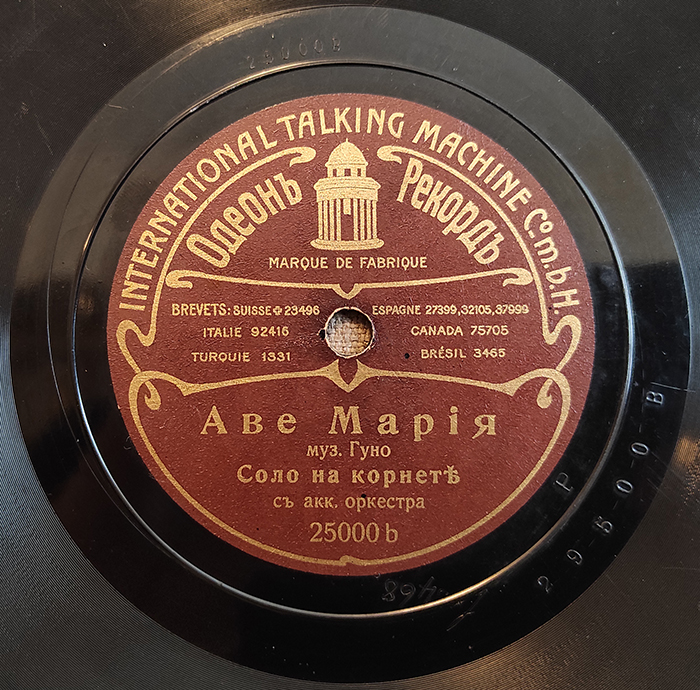 INTERNATIONAL TALKING MACHINE Co.m.b.H.
Одеонъ Рекордъ
MARQUE DE FABRIQUE
BREVETS: SUISSE ✚ 23496 ESPAGNE 27399, 32105, 37999
ITALIE 92416 CANADA 75705
TURQUIE 1331 BRÉSIL 3465
Аве Марія
муз. Гуно
Соло на корнетѣ
съ акк. оркестра
25000 b
P